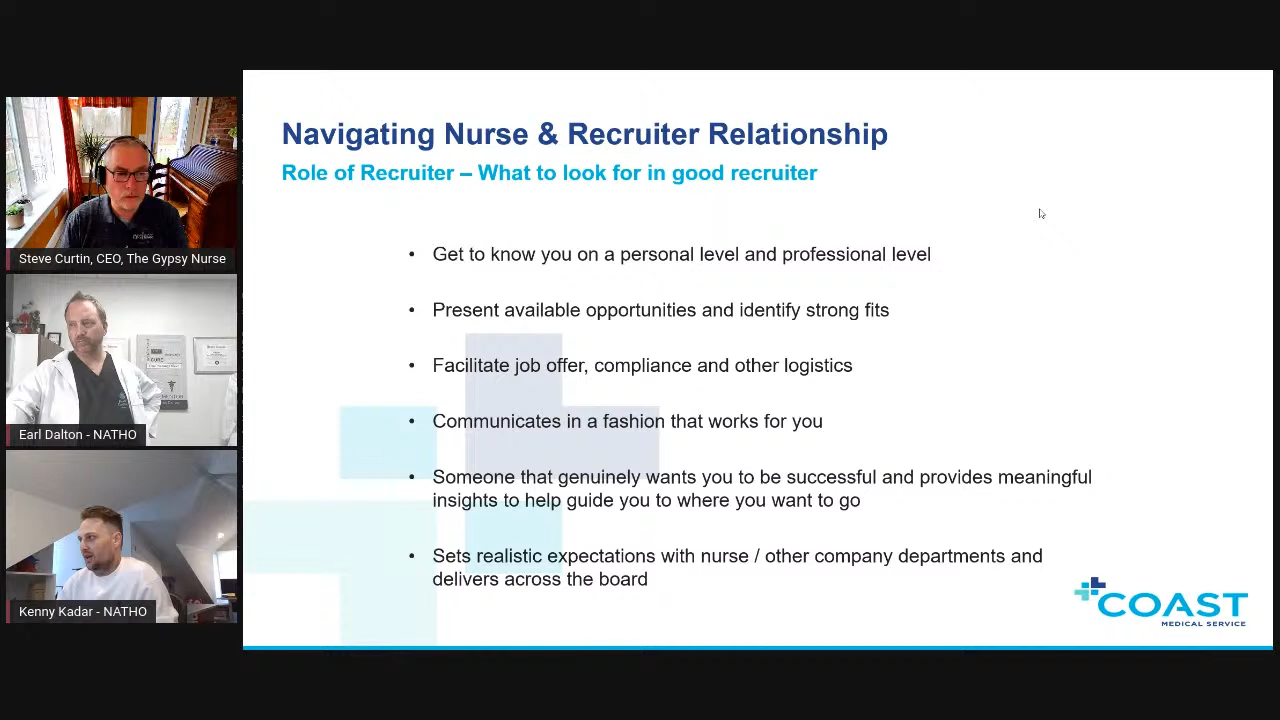 Navigating Nurse & Recruiter Relationship
Role of Recruiter – What to look for in good recruiter
• Get to know you on a personal level and professional level
• Present available opportunities and identify strong fits
• Facilitate job offer, compliance and other logistics
• Communicates in a fashion that works for you
• Someone that genuinely wants you to be successful and provides meaningful
insights to help guide you to where you want to go
• Sets realistic expectations with nurse / other company departments and
delivers across the board
COAST
MEDICAL SERVICE
Steve Curtin, CEO, The Gypsy Nurse
Earl Dalton - NATHO
Kenny Kadar - NATHO